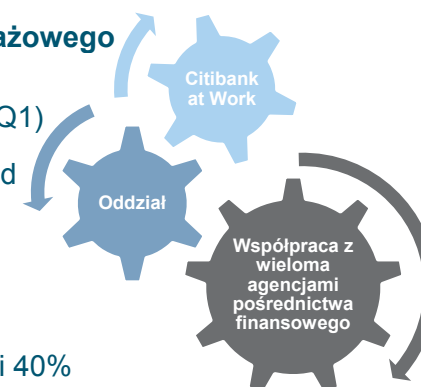 ażowego
Citibank
at Work
Q1)
d
Oddział
Współpraca z
wieloma
agencjami
pośrednictwa
finansowego
i 40%